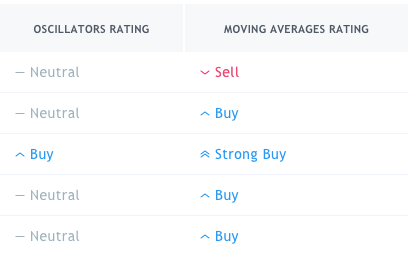 OSCILLATORS RATING MOVING AVERAGES RATING
— Neutral Sell
— Neutral Buy
Buy Strong Buy
— Neutral Buy
— Neutral Buy